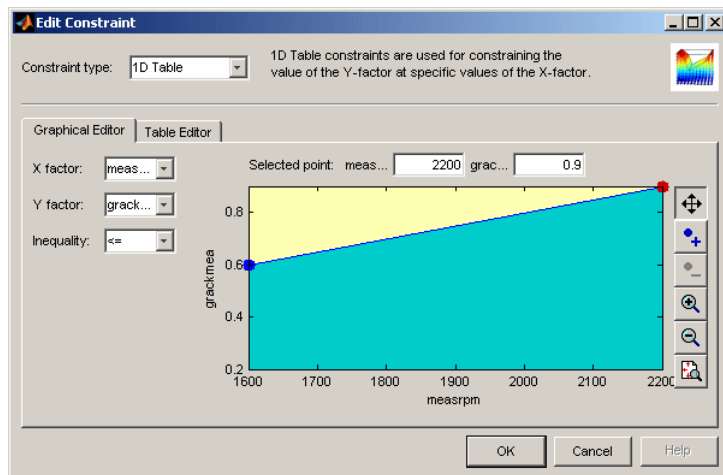 Edit Constraint
Constraint type: 1D Table
1D Table constraints are used for constraining the
value of the Y-factor at specific values of the X-factor.
Graphical Editor Table Editor
X factor: meas...
Y factor: grack...
Inequality: <=
Selected point: meas... 2200 grac... 0.9
0.8
0.6
0.4
0.2
grackmea
1600 1700 1800 1900 2000 2100 2200
measrpm
OK Cancel Help